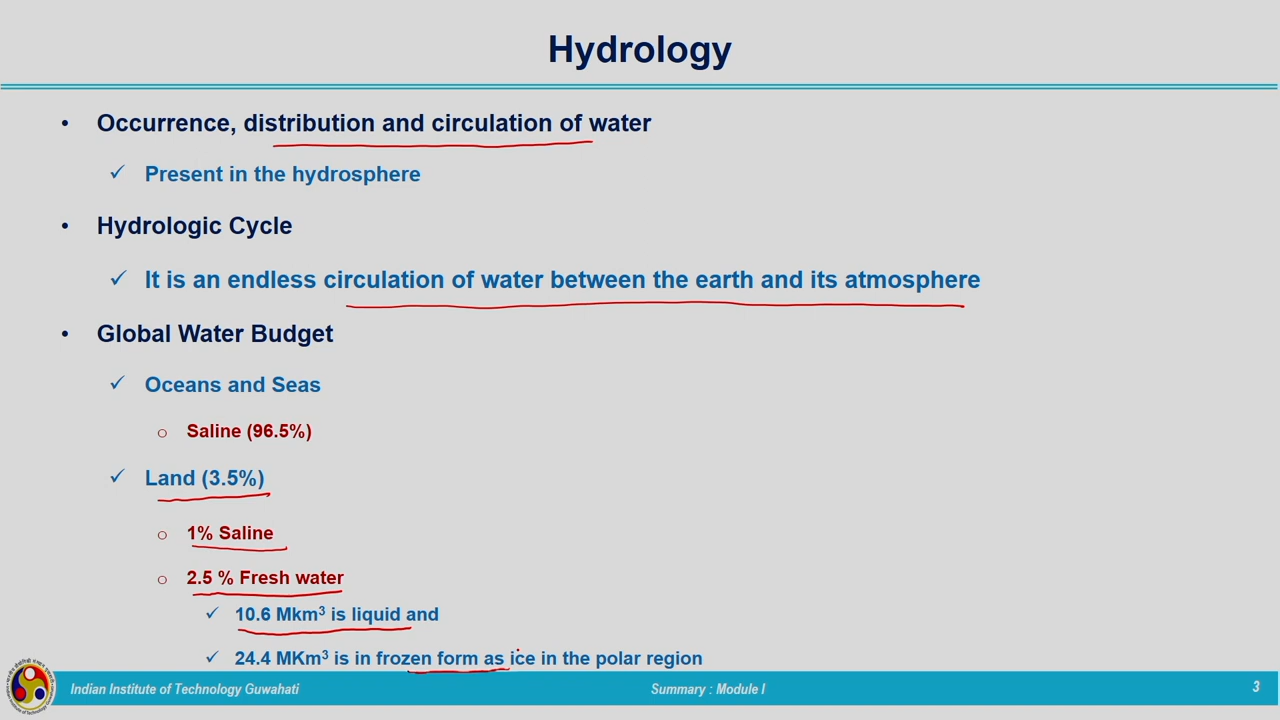 Hydrology
• Occurrence, distribution and circulation of water
✓ Present in the hydrosphere
• Hydrologic Cycle
✓ It is an endless circulation of water between the earth and its atmosphere
• Global Water Budget
✓ Oceans and Seas
o Saline (96.5%)
✓ Land (3.5%)
o 1% Saline
o 2.5 % Fresh water
✓ 10.6 Mkm³ is liquid and
✓ 24.4 MKm³ is in frozen form as ice in the polar region
Indian Institute of Technology Guwahati Summary : Module I 3